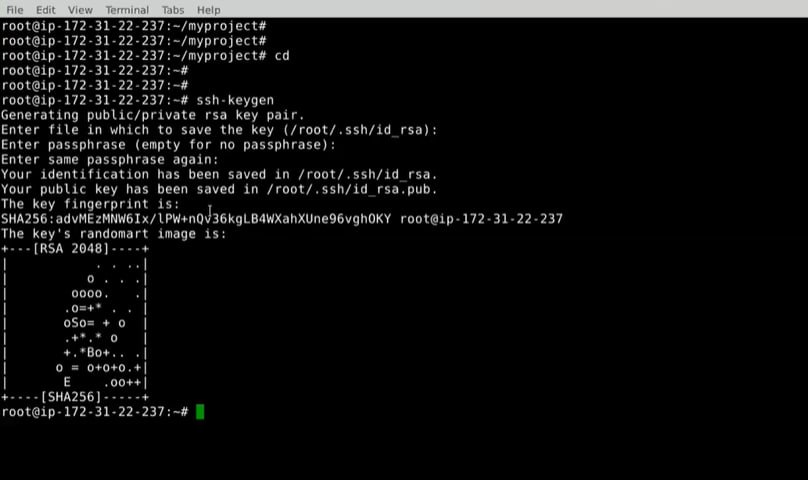 File Edit View Terminal Tabs Help
root@ip-172-31-22-237:~/myproject#
root@ip-172-31-22-237:~/myproject#
root@ip-172-31-22-237:~/myproject# cd
root@ip-172-31-22-237:~#
root@ip-172-31-22-237:~#
root@ip-172-31-22-237:~# ssh-keygen
Generating public/private rsa key pair.
Enter file in which to save the key (/root/.ssh/id_rsa):
Enter passphrase (empty for no passphrase):
Enter same passphrase again:
Your identification has been saved in /root/.ssh/id_rsa.
Your public key has been saved in /root/.ssh/id_rsa.pub.
The key fingerprint is:
SHA256:advMEzMNW6Ix/lPW+nQv36kgLB4WXahXUne96vghOKY root@ip-172-31-22-237
The key's randomart image is:
+---[RSA 2048]----+
|            . . ..|
|           o . . .|
|         oooo.   .|
|        .o=+* . . |
|        oSo= + o  |
|        .+*.* o   |
|        +.*Bo+.. .|
|       o = o+o+o.+|
|        E    .oo++|
+----[SHA256]-----+
root@ip-172-31-22-237:~#